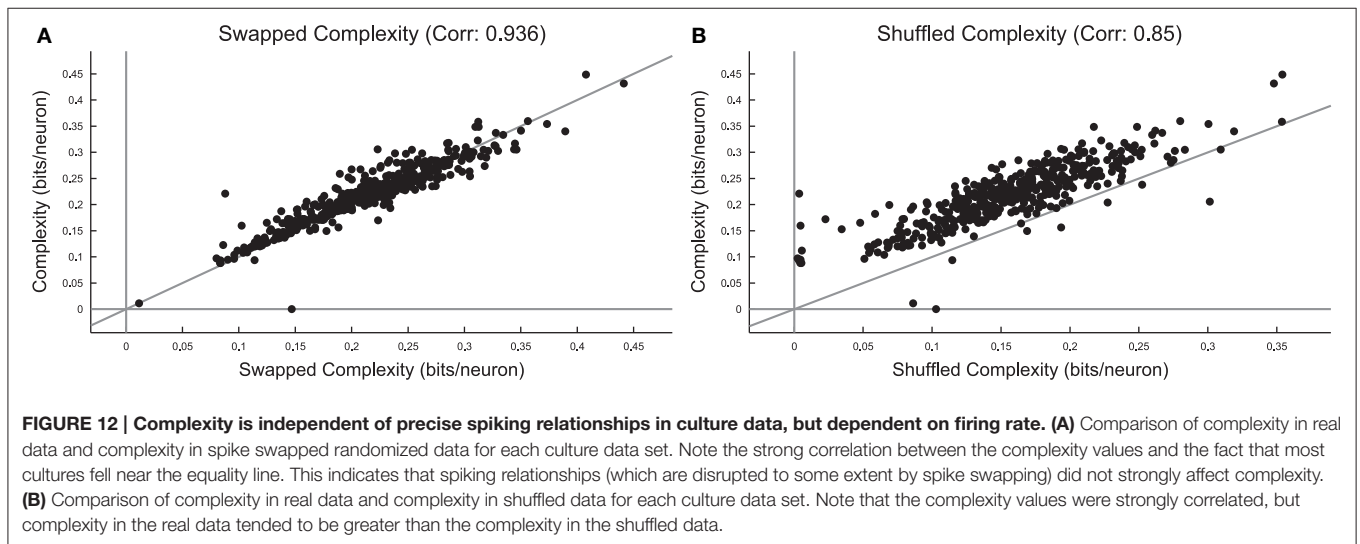 A
Swapped Complexity (Corr: 0.936)
Complexity (bits/neuron)
0.45
0.4
0.35
0.3
0.25
0.2
0.15
0.1
0.05
0
0 0.05 0.1 0.15 0.2 0.25 0.3 0.35 0.4 0.45
Swapped Complexity (bits/neuron)
B
Shuffled Complexity (Corr: 0.85)
Complexity (bits/neuron)
0.45
0.4
0.35
0.3
0.25
0.2
0.15
0.1
0.05
0
0 0.05 0.1 0.15 0.2 0.25 0.3 0.35
Shuffled Complexity (bits/neuron)
FIGURE 12 | Complexity is independent of precise spiking relationships in culture data, but dependent on firing rate. (A) Comparison of complexity in real
data and complexity in spike swapped randomized data for each culture data set. Note the strong correlation between the complexity values and the fact that most
cultures fell near the equality line. This indicates that spiking relationships (which are disrupted to some extent by spike swapping) did not strongly affect complexity.
(B) Comparison of complexity in real data and complexity in shuffled data for each culture data set. Note that the complexity values were strongly correlated, but
complexity in the real data tended to be greater than the complexity in the shuffled data.